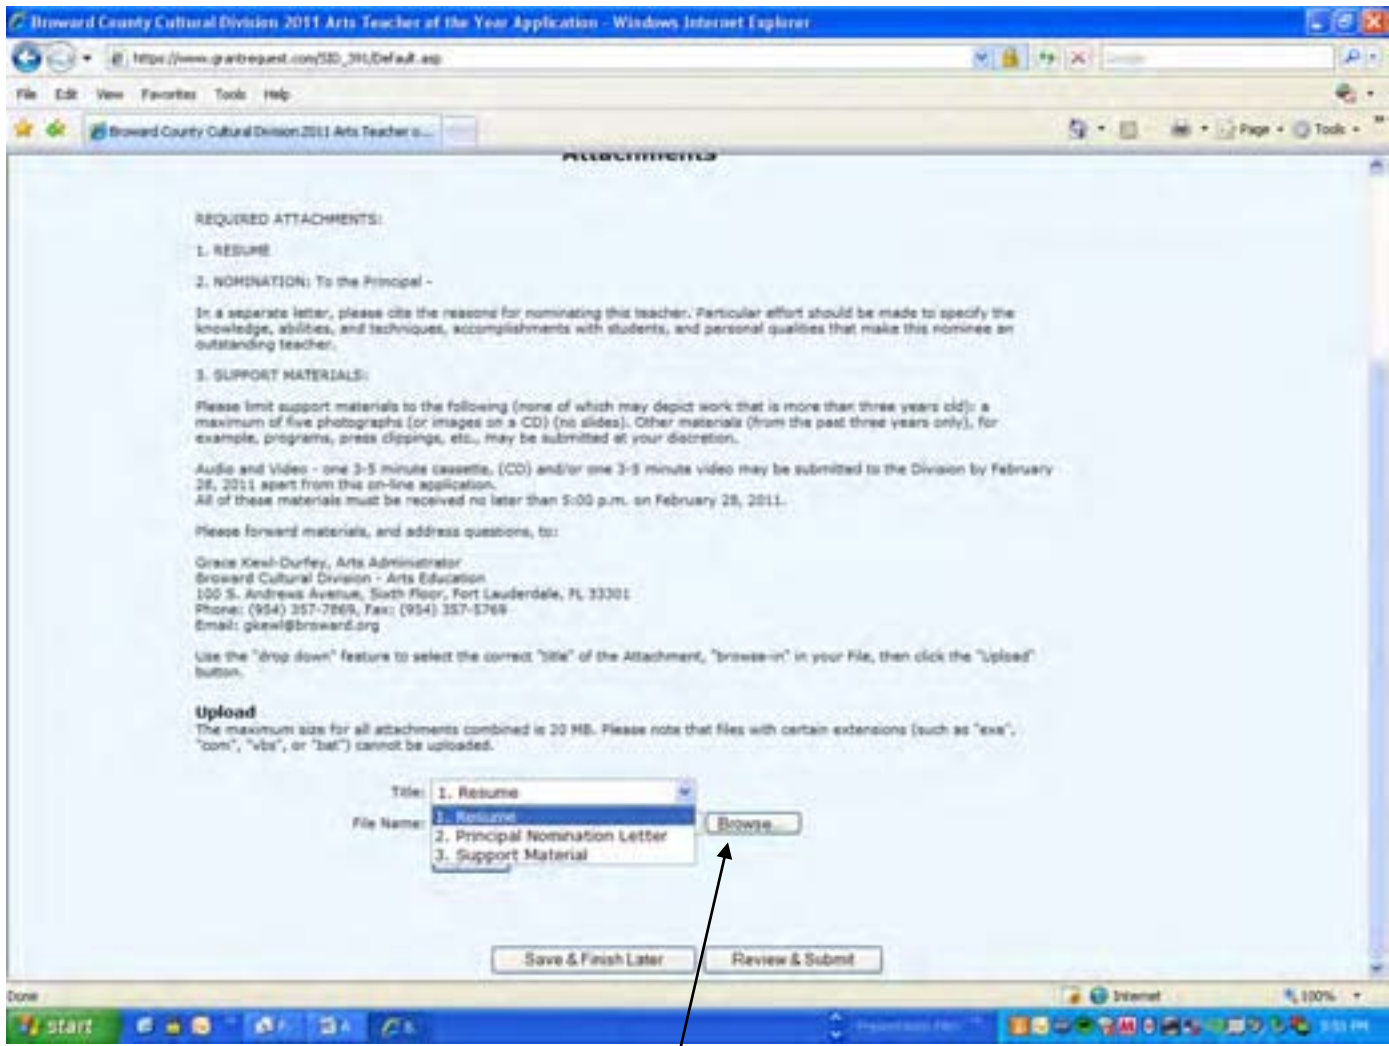 Broward County Cultural Division 2011 Arts Teacher of the Year Application - Windows Internet Explorer
https://www.grantrequest.com/SID_391/Default.asp
File Edit View Favorites Tools Help
Broward County Cultural Division 2011 Arts Teacher o...
Page Tools
Attachments
REQUIRED ATTACHMENTS:
1. RESUME
2. NOMINATION: To the Principal -
In a separate letter, please cite the reasons for nominating this teacher. Particular effort should be made to specify the
knowledge, abilities, and techniques, accomplishments with students, and personal qualities that make this nominee an
outstanding teacher.
3. SUPPORT MATERIALS:
Please limit support materials to the following (none of which may depict work that is more than three years old): a
maximum of five photographs (or images on a CD) (no slides). Other materials (from the past three years only), for
example, programs, press clippings, etc., may be submitted at your discretion.
Audio and Video - one 3-5 minute cassette, (CD) and/or one 3-5 minute video may be submitted to the Division by February
28, 2011 apart from this on-line application.
All of these materials must be received no later than 5:00 p.m. on February 28, 2011.
Please forward materials, and address questions, to:
Grace Kewl-Durfey, Arts Administrator
Broward Cultural Division - Arts Education
100 S. Andrews Avenue, Sixth Floor, Fort Lauderdale, FL 33301
Phone: (954) 357-7869, Fax: (954) 357-5769
Email: gkewl@broward.org
Use the "drop down" feature to select the correct "title" of the Attachment, "browse-in" in your File, then click the "Upload"
button.
Upload
The maximum size for all attachments combined is 20 MB. Please note that files with certain extensions (such as "exe",
"com", "vbs", or "bat") cannot be uploaded.
Title: 1. Resume
1. Resume
File Name: Browse...
2. Principal Nomination Letter
3. Support Material
Save & Finish Later Review & Submit
Done Internet 100%
start